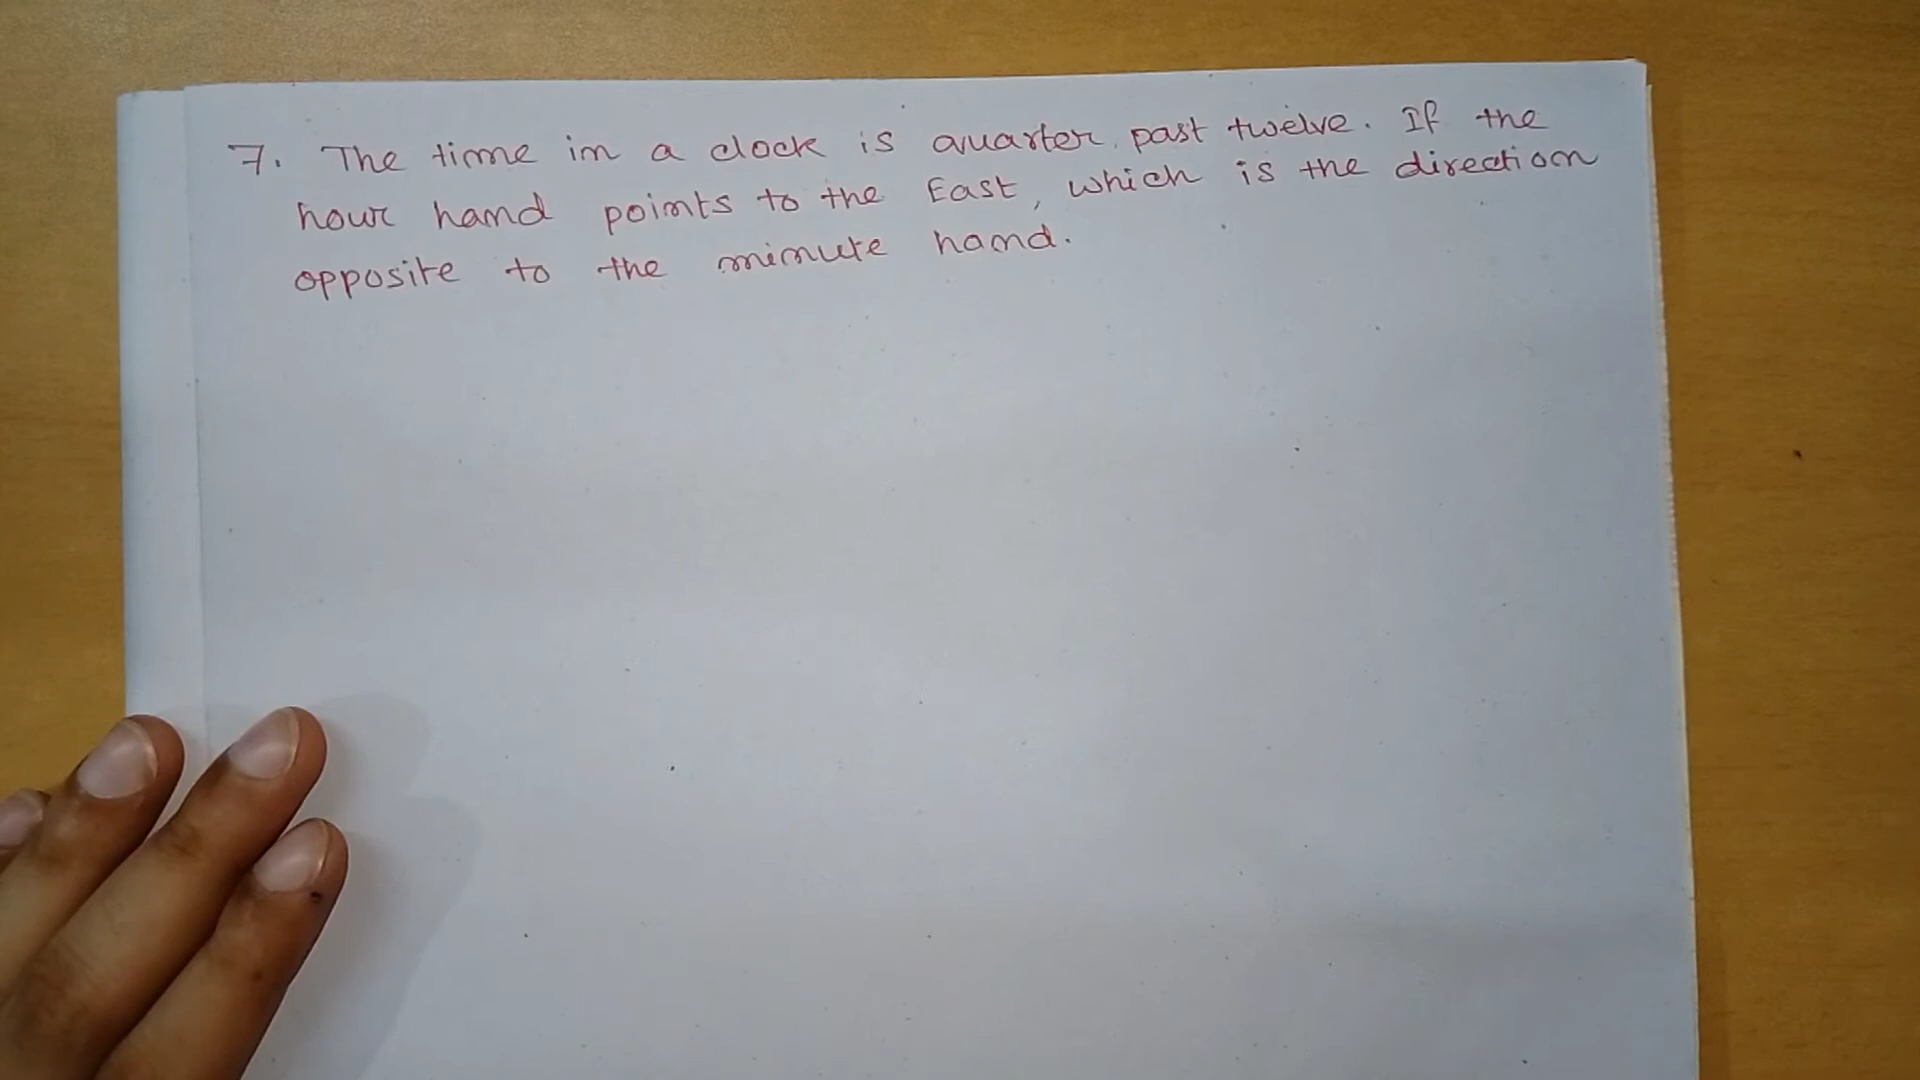 7. The time in a clock is quarter past twelve. If the
hour hand points to the East, which is the direction
opposite to the minute hand.